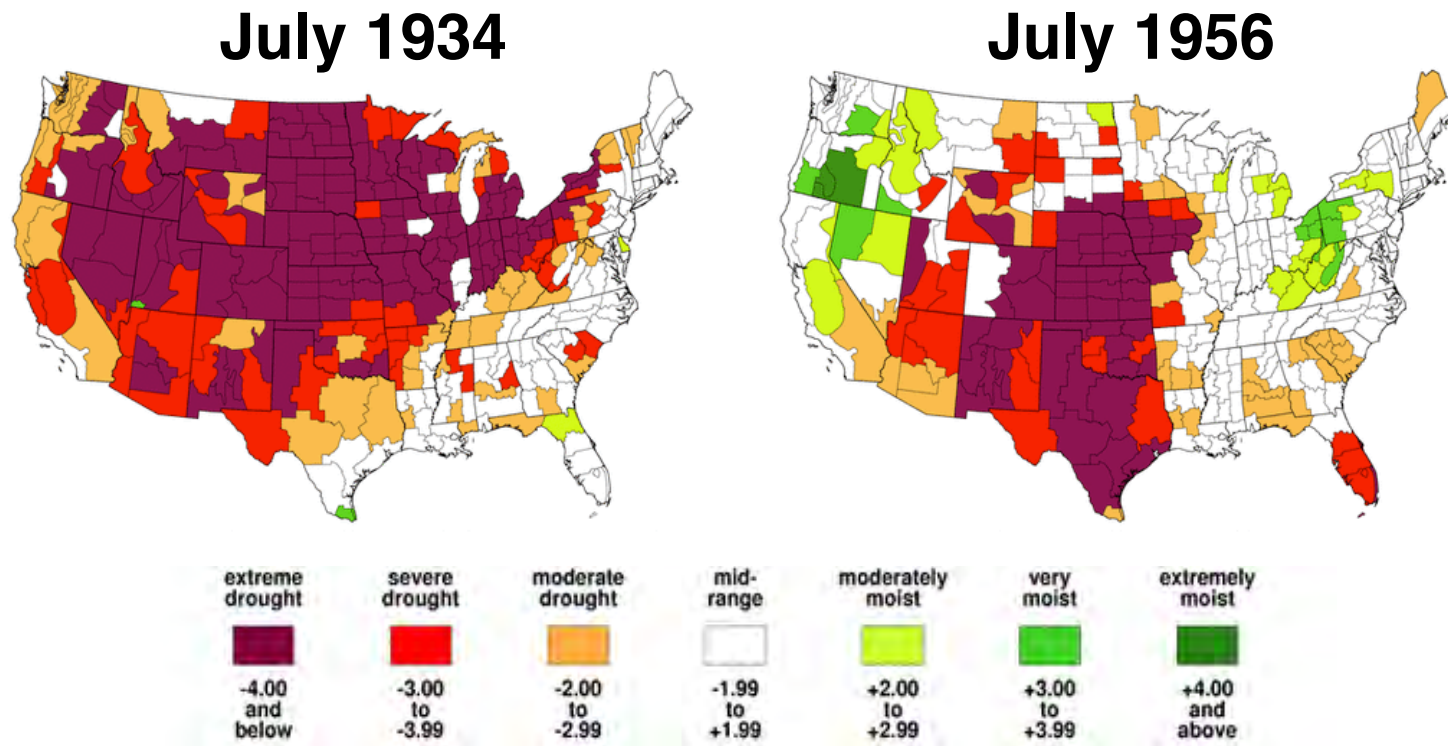 July 1934
July 1956
extreme drought
severe drought
moderate drought
mid-range
moderately moist
very moist
extremely moist
-4.00 and below
-3.00 to -3.99
-2.00 to -2.99
-1.99 to +1.99
+2.00 to +2.99
+3.00 to +3.99
+4.00 and above